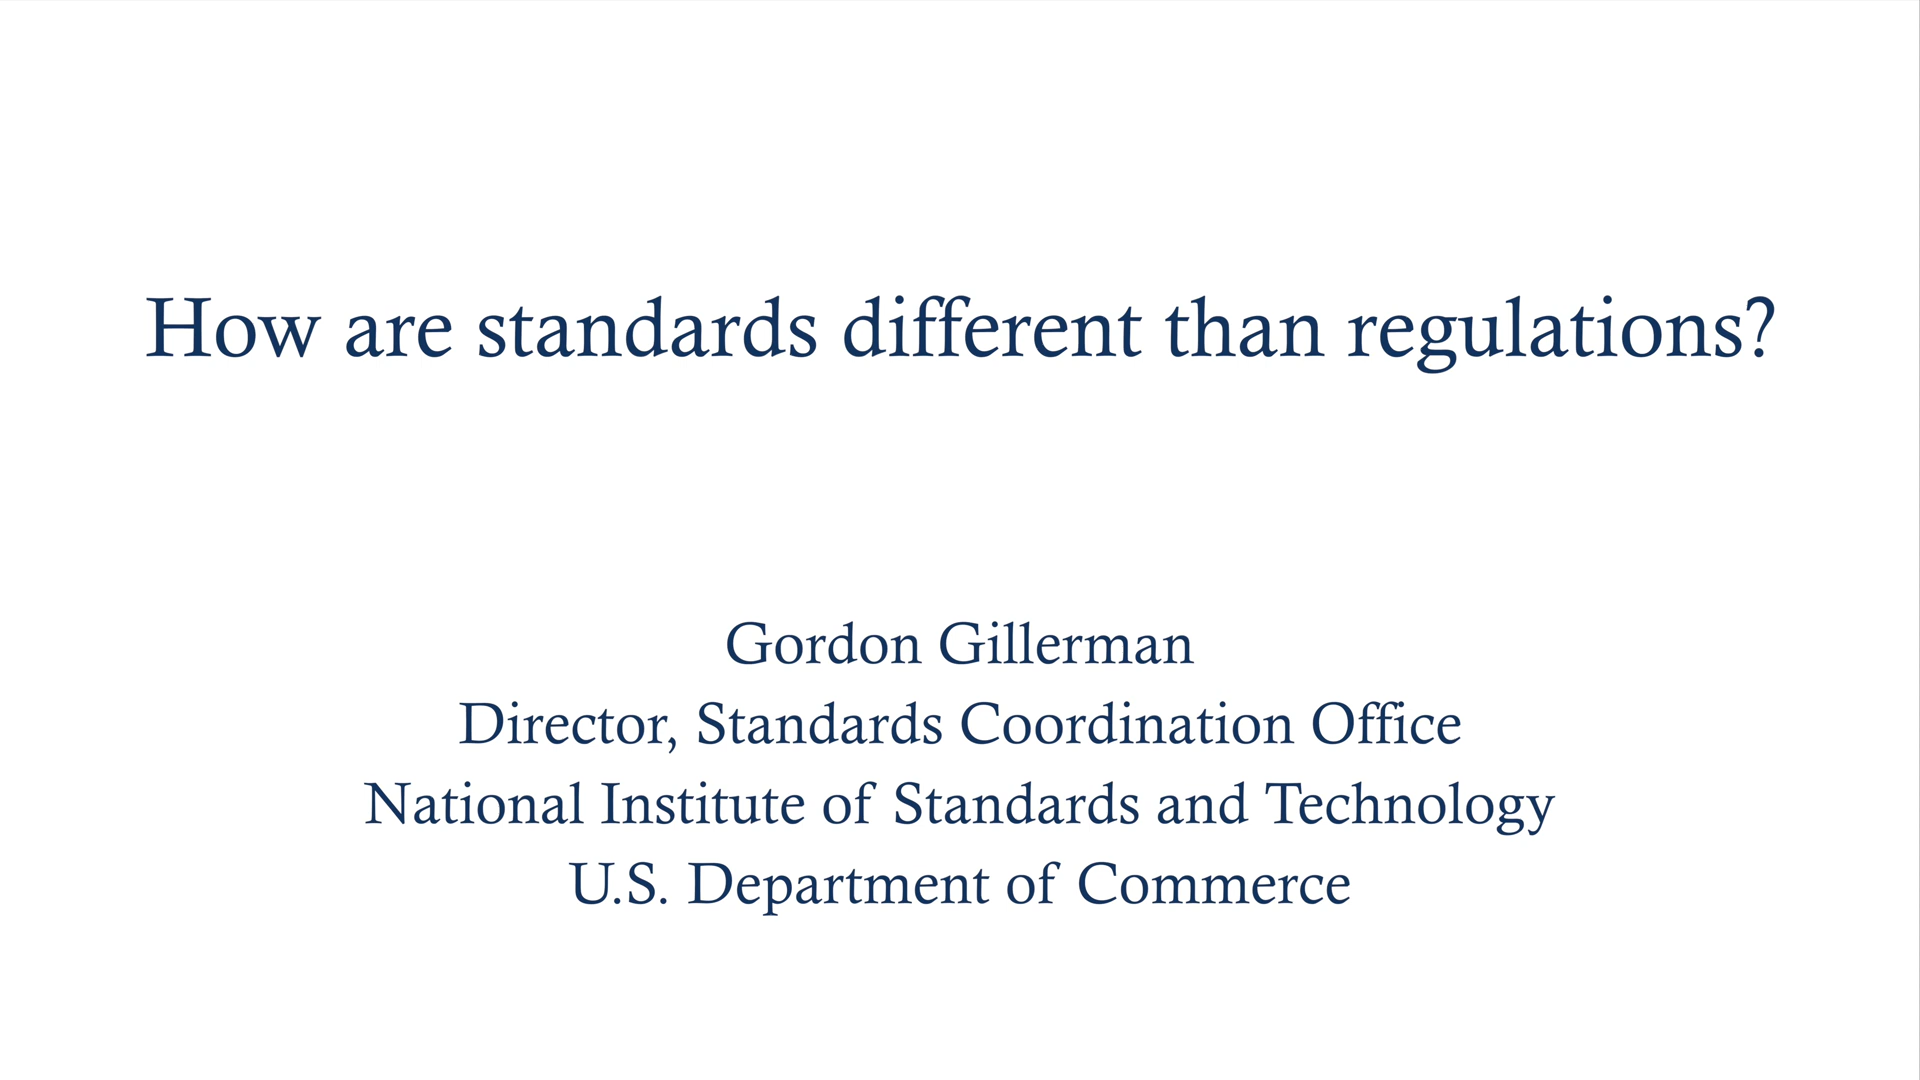 How are standards different than regulations?
Gordon Gillerman
Director, Standards Coordination Office
National Institute of Standards and Technology
U.S. Department of Commerce